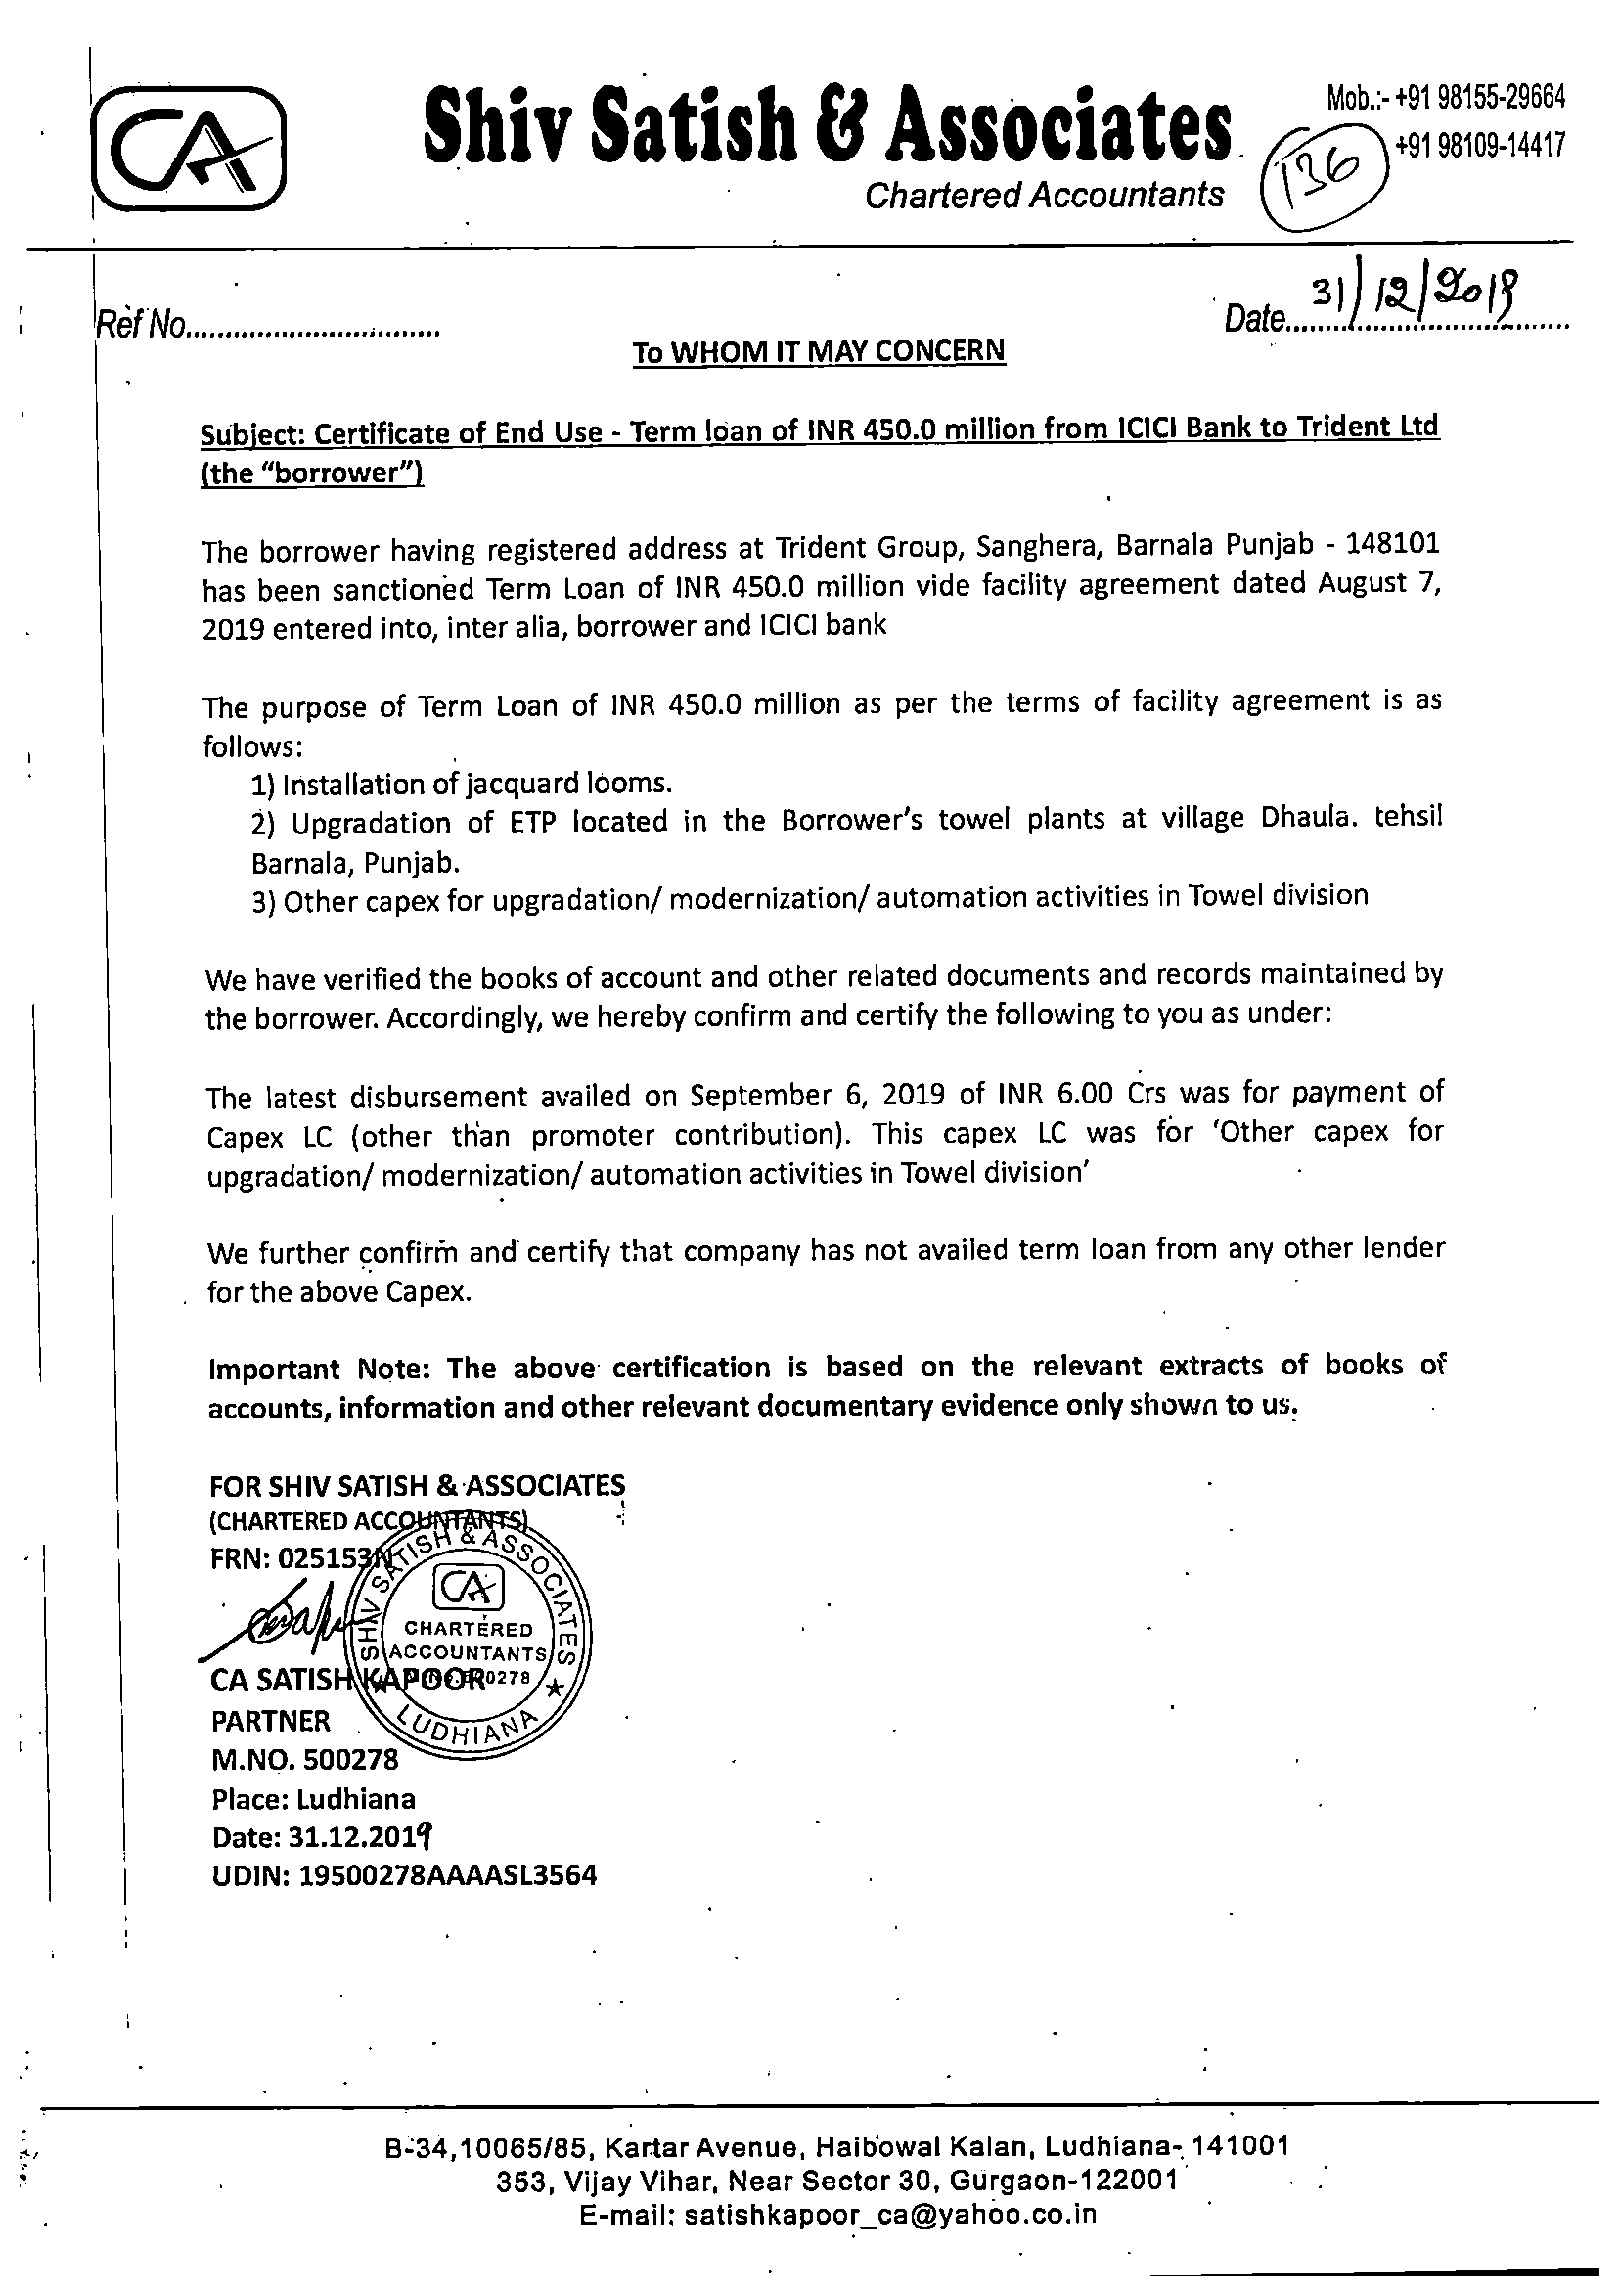 CA
Shiv Satish & Associates
Chartered Accountants
Mob.:- +91 98155-29664
+91 98109-14417
136
Ref No..................................
Date 31/12/2019
To WHOM IT MAY CONCERN
Subject: Certificate of End Use - Term loan of INR 450.0 million from ICICI Bank to Trident Ltd
(the “borrower”)
The borrower having registered address at Trident Group, Sanghera, Barnala Punjab - 148101
has been sanctioned Term Loan of INR 450.0 million vide facility agreement dated August 7,
2019 entered into, inter alia, borrower and ICICI bank
The purpose of Term Loan of INR 450.0 million as per the terms of facility agreement is as
follows:
1) Installation of jacquard looms.
2) Upgradation of ETP located in the Borrower’s towel plants at village Dhaula. tehsil
Barnala, Punjab.
3) Other capex for upgradation/ modernization/ automation activities in Towel division
We have verified the books of account and other related documents and records maintained by
the borrower. Accordingly, we hereby confirm and certify the following to you as under:
The latest disbursement availed on September 6, 2019 of INR 6.00 Crs was for payment of
Capex LC (other than promoter contribution). This capex LC was for ‘Other capex for
upgradation/ modernization/ automation activities in Towel division’
We further confirm and certify that company has not availed term loan from any other lender
for the above Capex.
Important Note: The above certification is based on the relevant extracts of books of
accounts, information and other relevant documentary evidence only shown to us.
FOR SHIV SATISH & ASSOCIATES
(CHARTERED ACCOUNTANTS)
FRN: 025153N
SHIV SATISH & ASSOCIATES
CA
CHARTERED
ACCOUNTANTS
LUDHIANA
CA SATISH KAPOOR
PARTNER
M.NO. 500278
Place: Ludhiana
Date: 31.12.2019
UDIN: 19500278AAAASL3564
B-34,10065/85, Kartar Avenue, Haibowal Kalan, Ludhiana-141001
353, Vijay Vihar, Near Sector 30, Gurgaon-122001
E-mail: satishkapoor_ca@yahoo.co.in